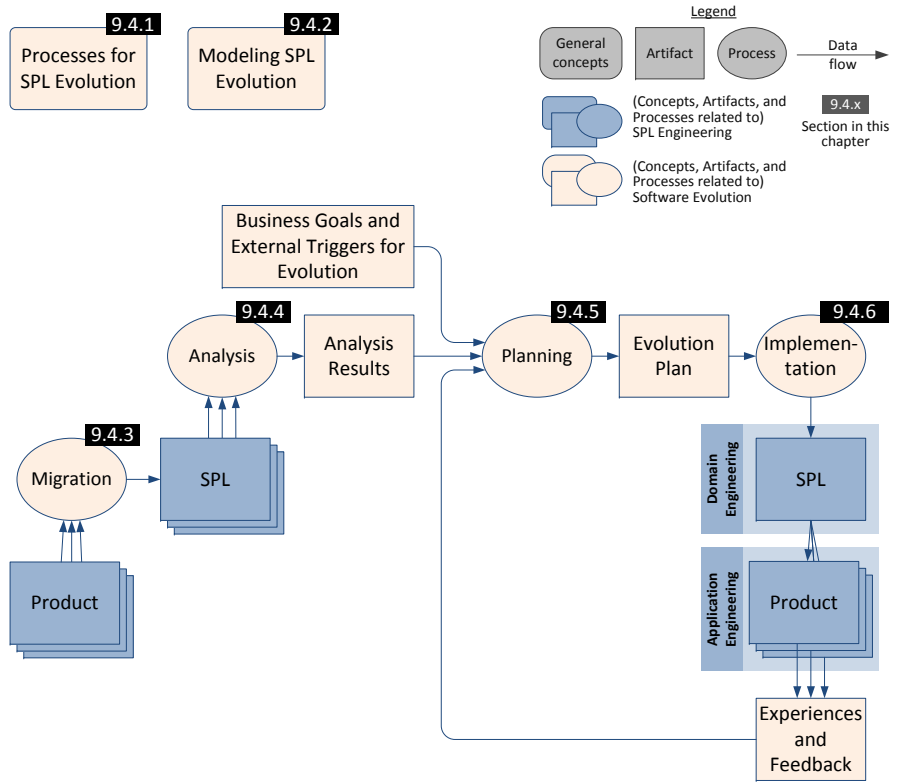 9.4.1
Processes for
SPL Evolution
9.4.2
Modeling SPL
Evolution
Legend
General
concepts
Artifact
Process
Data
flow
(Concepts, Artifacts, and
Processes related to)
SPL Engineering
9.4.x
Section in this
chapter
(Concepts, Artifacts, and
Processes related to)
Software Evolution
Business Goals and
External Triggers for
Evolution
9.4.4
Analysis
Analysis
Results
9.4.5
Planning
Evolution
Plan
9.4.6
Implemen-
tation
9.4.3
Migration
SPL
Product
Domain
Engineering
SPL
Application
Engineering
Product
Experiences
and
Feedback